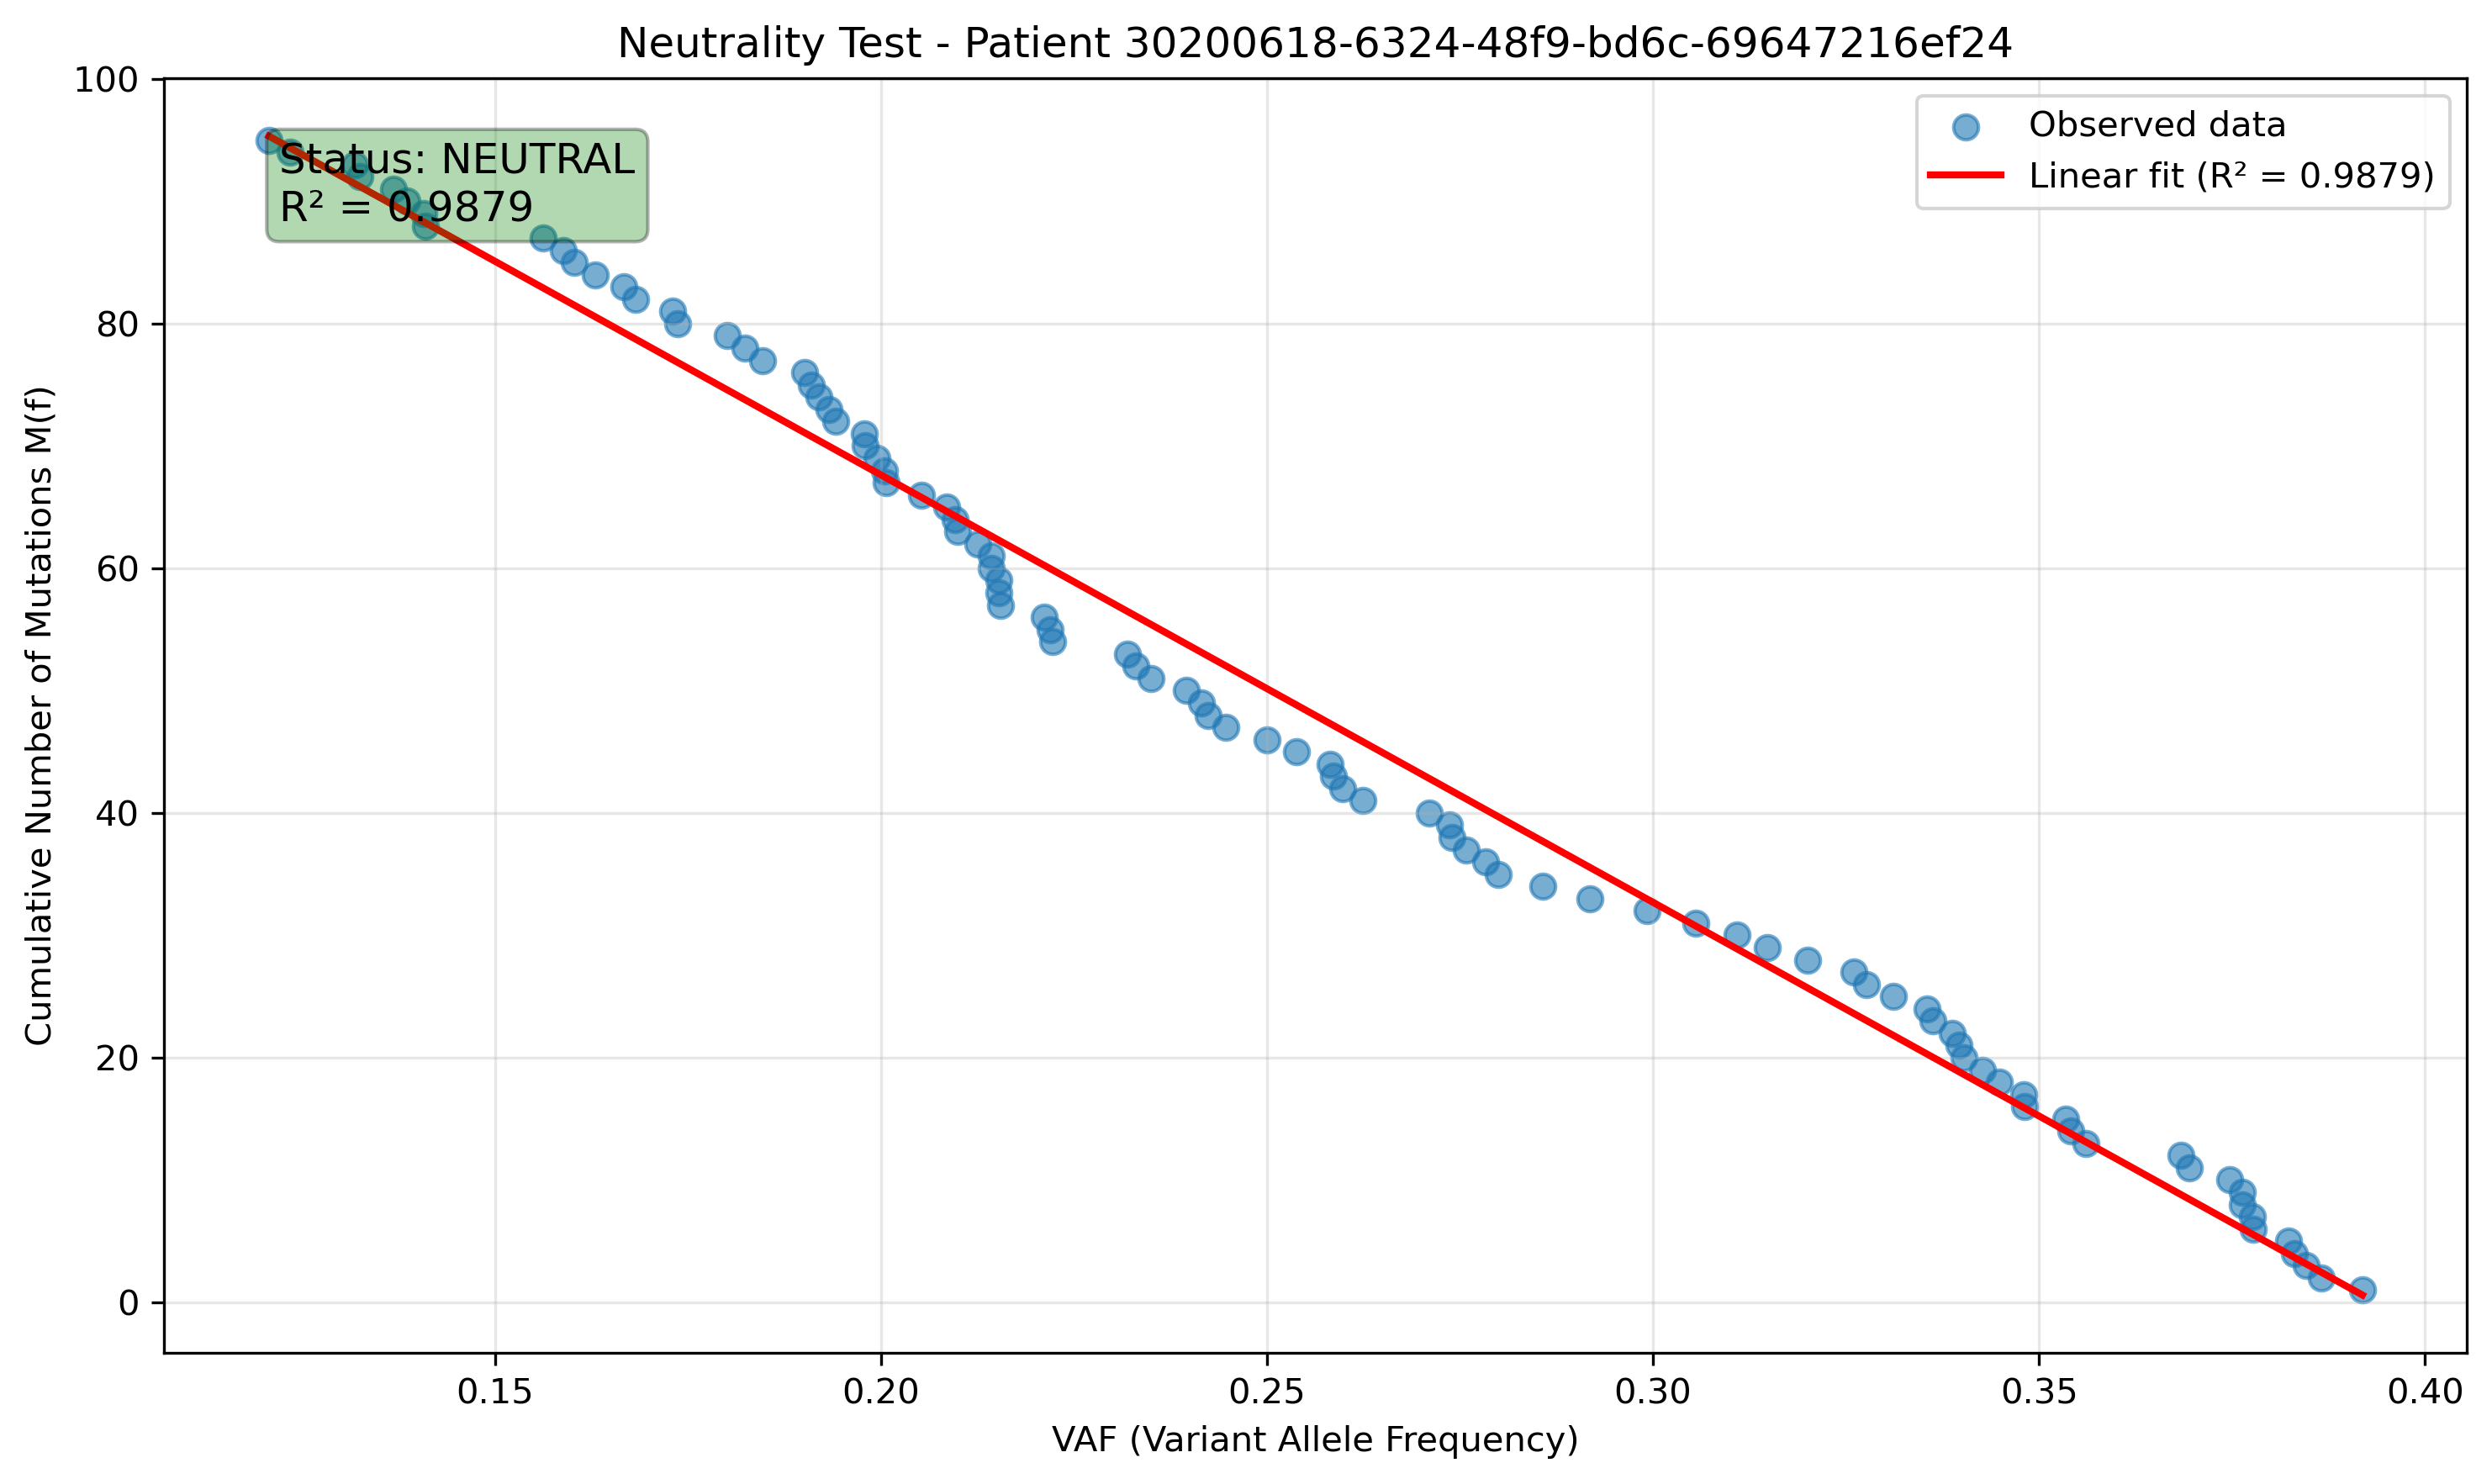 Neutrality Test - Patient 30200618-6324-48f9-bd6c-69647216ef24
Cumulative Number of Mutations M(f)
100
80
60
40
20
0
Status: NEUTRAL
R² = 0.9879
Observed data
Linear fit (R² = 0.9879)
0.15 0.20 0.25 0.30 0.35 0.40
VAF (Variant Allele Frequency)